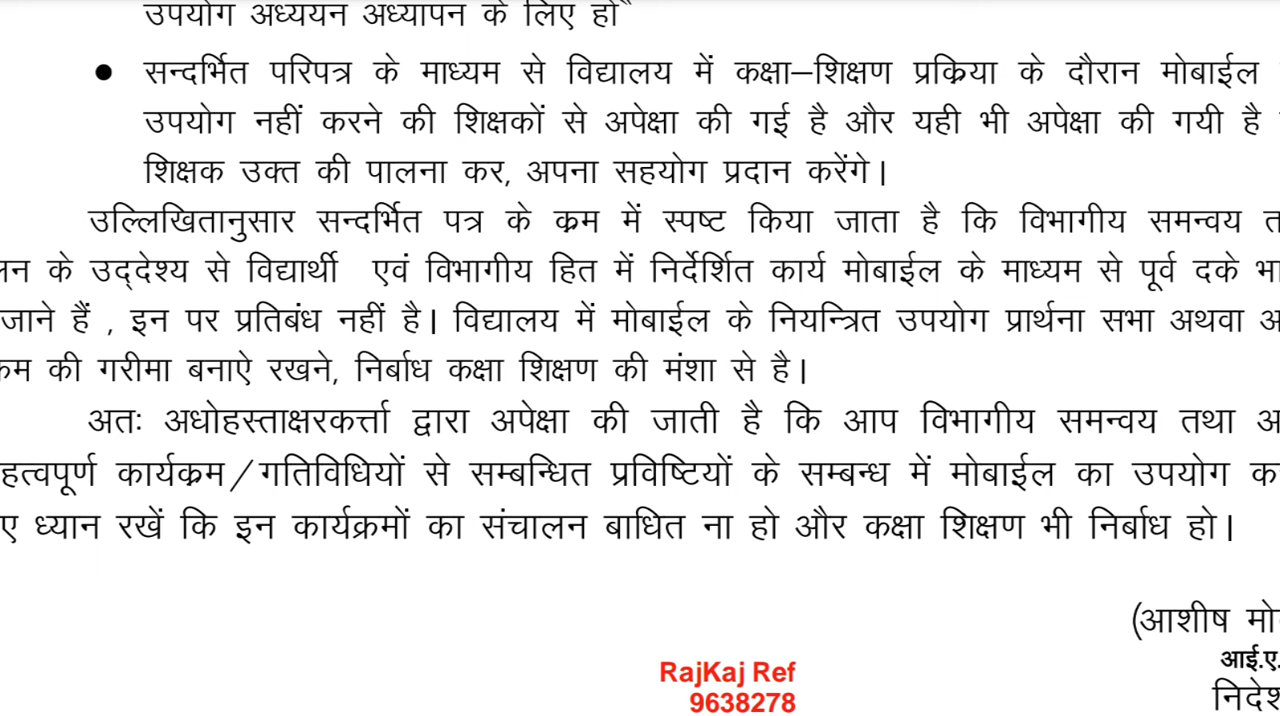 उपयोग अध्ययन अध्यापन के लिए हो"
● सन्दर्भित परिपत्र के माध्यम से विद्यालय में कक्षा–शिक्षण प्रक्रिया के दौरान मोबाईल
उपयोग नहीं करने की शिक्षकों से अपेक्षा की गई है और यही भी अपेक्षा की गयी है
शिक्षक उक्त की पालना कर, अपना सहयोग प्रदान करेंगे।
उल्लिखितानुसार सन्दर्भित पत्र के क्रम में स्पष्ट किया जाता है कि विभागीय समन्वय
के उद्देश्य से विद्यार्थी एवं विभागीय हित में निर्देर्शित कार्य मोबाईल के माध्यम से पूर्व दके
जाने हैं , इन पर प्रतिबंध नहीं है। विद्यालय में मोबाईल के नियन्त्रित उपयोग प्रार्थना सभा अथवा
की गरीमा बनाऐ रखने, निर्बाध कक्षा शिक्षण की मंशा से है।
अतः अधोहस्ताक्षरकर्त्ता द्वारा अपेक्षा की जाती है कि आप विभागीय समन्वय तथा
कार्यक्रम/गतिविधियों से सम्बन्धित प्रविष्टियों के सम्बन्ध में मोबाईल का उपयोग
ध्यान रखें कि इन कार्यक्रमों का संचालन बाधित ना हो और कक्षा शिक्षण भी निर्बाध हो।
(आशीष
आई.ए.
RajKaj Ref
9638278